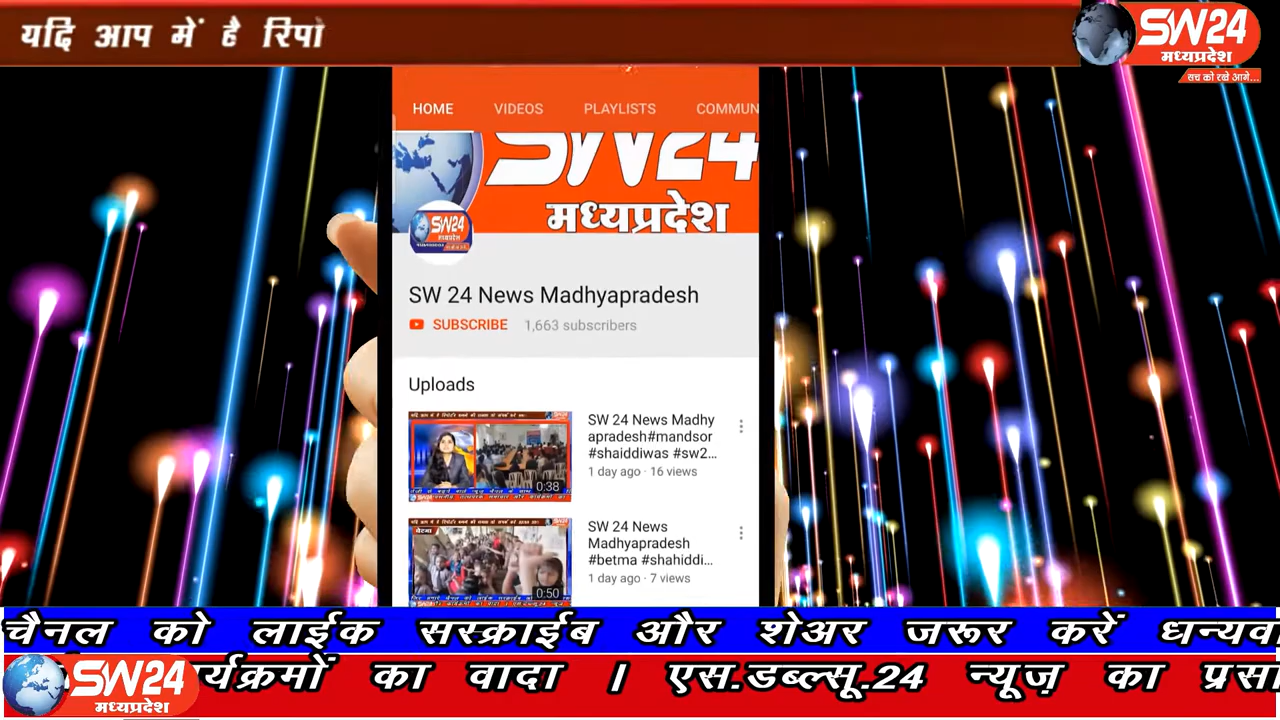 यदि आप में है रिपो
SW24
मध्यप्रदेश
सच को रखे आगे...
HOME VIDEOS PLAYLISTS COMMUN
SW24
मध्यप्रदेश
SW24
SW 24 News Madhyapradesh
SUBSCRIBE 1,663 subscribers
Uploads
SW 24 News Madhy
apradesh#mandsor
#shaiddiwas #sw2...
1 day ago · 16 views
0:38
SW 24 News
Madhyapradesh
#betma #shahiddi...
1 day ago · 7 views
बेटमा
0:50
चैनल को लाईक सस्क्राईब और शेअर जरूर करें धन्यवा
र्यक्रमों का वादा । एस.डब्ल्सू.24 न्यूज़ का प्रसा
SW24
मध्यप्रदेश